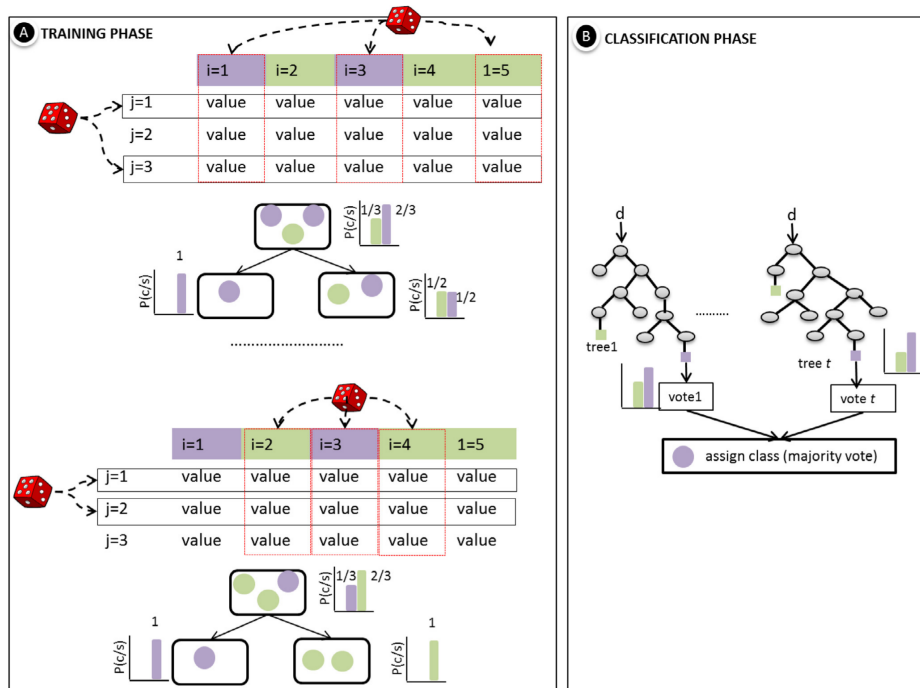 A TRAINING PHASE
i=1 i=2 i=3 i=4 1=5
j=1 value value value value value
j=2 value value value value value
j=3 value value value value value
P(c/s) 1/3 2/3
P(c/s) 1
P(c/s) 1/2 1/2
............................
i=1 i=2 i=3 i=4 1=5
j=1 value value value value value
j=2 value value value value value
j=3 value value value value value
P(c/s) 1/3 2/3
P(c/s) 1
P(c/s) 1
B CLASSIFICATION PHASE
d d
..........
tree1 tree t
vote1 vote t
assign class (majority vote)